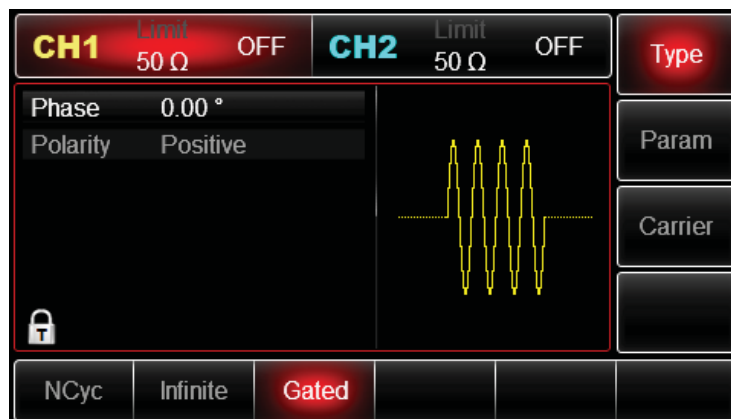 CH1 Limit 50 Ω OFF CH2 Limit 50 Ω OFF Type
Phase 0.00 °
Polarity Positive
Param
Carrier
T
NCyc Infinite Gated